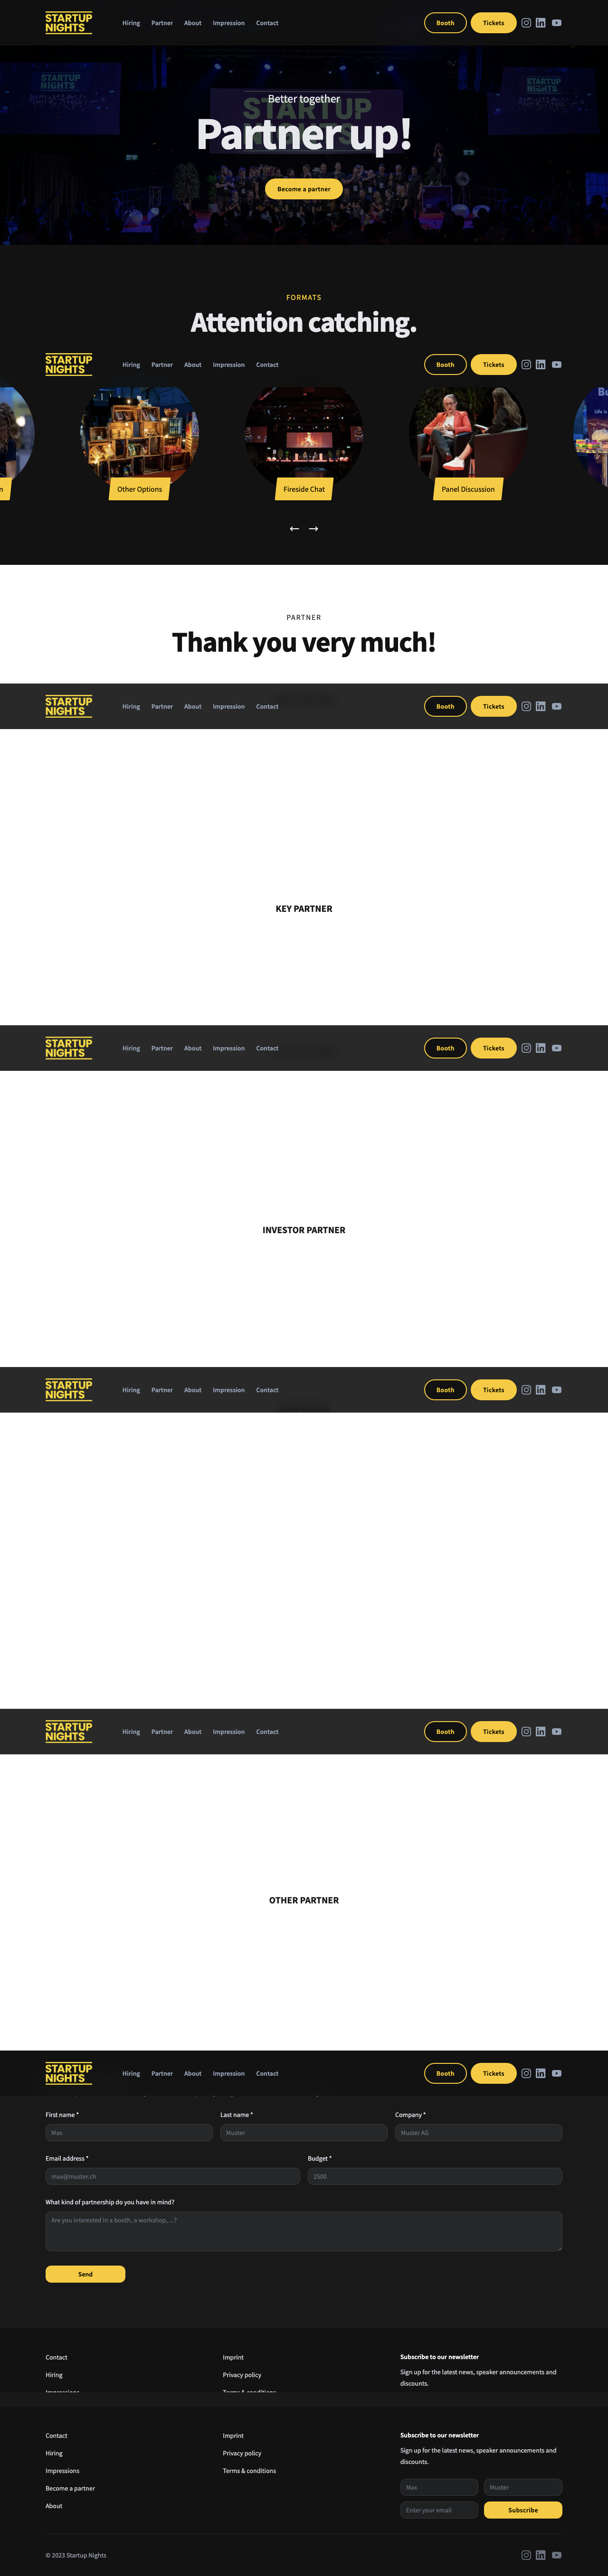 STARTUP
NIGHTS
Hiring Partner About Impression Contact
Booth Tickets
STARTUP NIGHTS
STARTUP NIGHTS
Better together
Partner up!
Become a partner
FORMATS
Attention catching.
STARTUP
NIGHTS
Hiring Partner About Impression Contact
Booth Tickets
n
Other Options
Fireside Chat
Panel Discussion
← →
PARTNER
Thank you very much!
STARTUP
NIGHTS
Hiring Partner About Impression Contact
Booth Tickets
KEY PARTNER
STARTUP
NIGHTS
Hiring Partner About Impression Contact
Booth Tickets
INVESTOR PARTNER
STARTUP
NIGHTS
Hiring Partner About Impression Contact
Booth Tickets
STARTUP
NIGHTS
Hiring Partner About Impression Contact
Booth Tickets
OTHER PARTNER
STARTUP
NIGHTS
Hiring Partner About Impression Contact
Booth Tickets
First name * Last name * Company *
Max Muster Muster AG
Email address * Budget *
max@muster.ch 2500
What kind of partnership do you have in mind?
Are you interested in a booth, a workshop, ...?
Send
Contact Imprint Subscribe to our newsletter
Hiring Privacy policy Sign up for the latest news, speaker announcements and
discounts.
Impressions Terms & conditions
Contact Imprint Subscribe to our newsletter
Hiring Privacy policy Sign up for the latest news, speaker announcements and
discounts.
Impressions Terms & conditions
Become a partner Max Muster
About Enter your email Subscribe
© 2023 Startup Nights